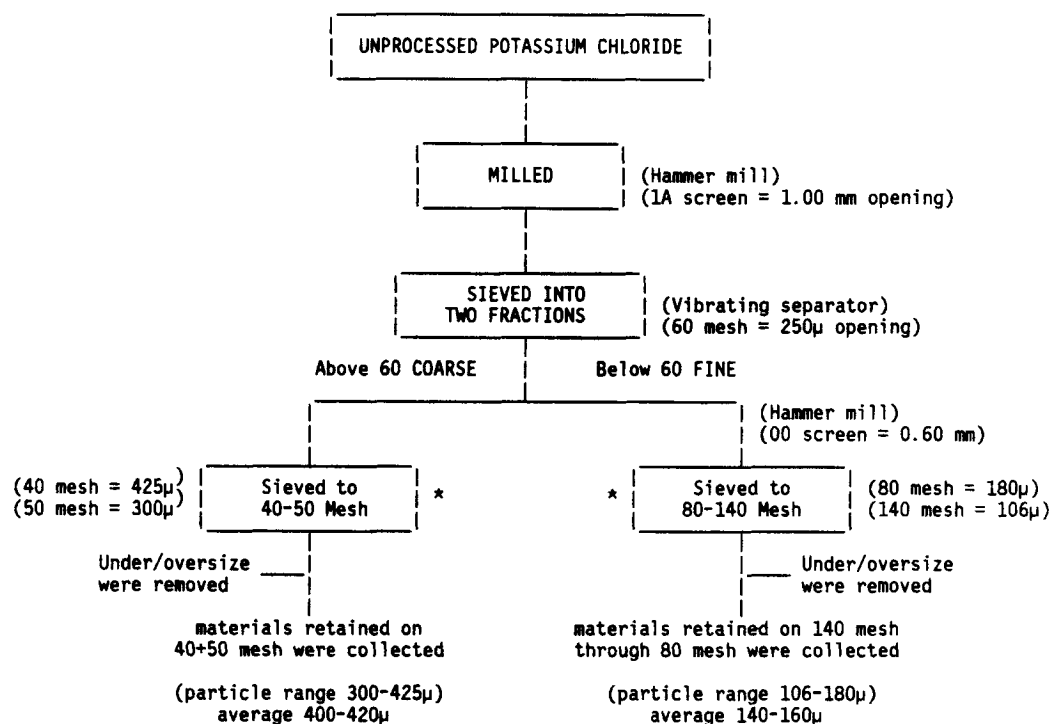 UNPROCESSED POTASSIUM CHLORIDE
MILLED
(Hammer mill)
(1A screen = 1.00 mm opening)
SIEVED INTO
TWO FRACTIONS
(Vibrating separator)
(60 mesh = 250μ opening)
Above 60 COARSE
Below 60 FINE
(Hammer mill)
(00 screen = 0.60 mm)
(40 mesh = 425μ)
(50 mesh = 300μ)
Sieved to
40-50 Mesh
*
*
Sieved to
80-140 Mesh
(80 mesh = 180μ)
(140 mesh = 106μ)
Under/oversize
were removed
Under/oversize
were removed
materials retained on
40+50 mesh were collected
(particle range 300-425μ)
average 400-420μ
materials retained on 140 mesh
through 80 mesh were collected
(particle range 106-180μ)
average 140-160μ